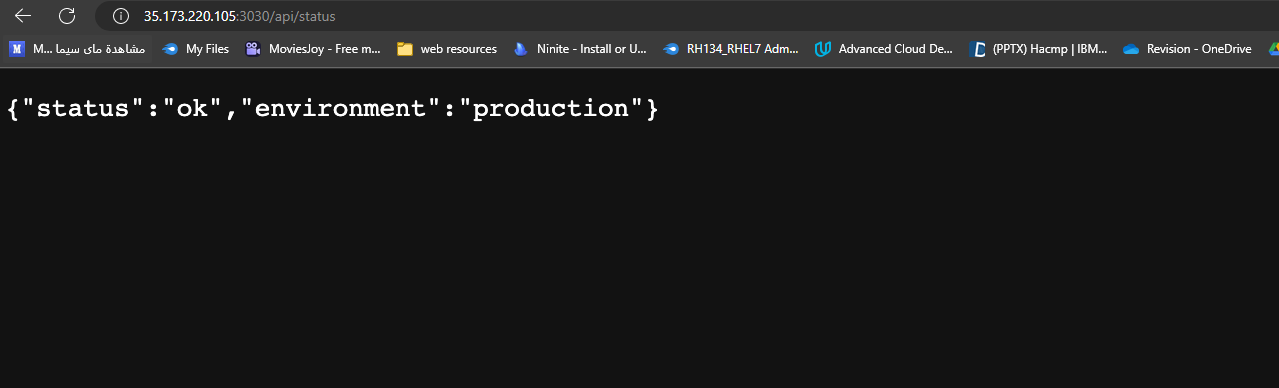 35.173.220.105:3030/api/status
M... مشاهدة ماي سيما My Files MoviesJoy - Free m... web resources Ninite - Install or U... RH134_RHEL7 Adm... Advanced Cloud De... (PPTX) Hacmp | IBM... Revision - OneDrive
{"status":"ok","environment":"production"}